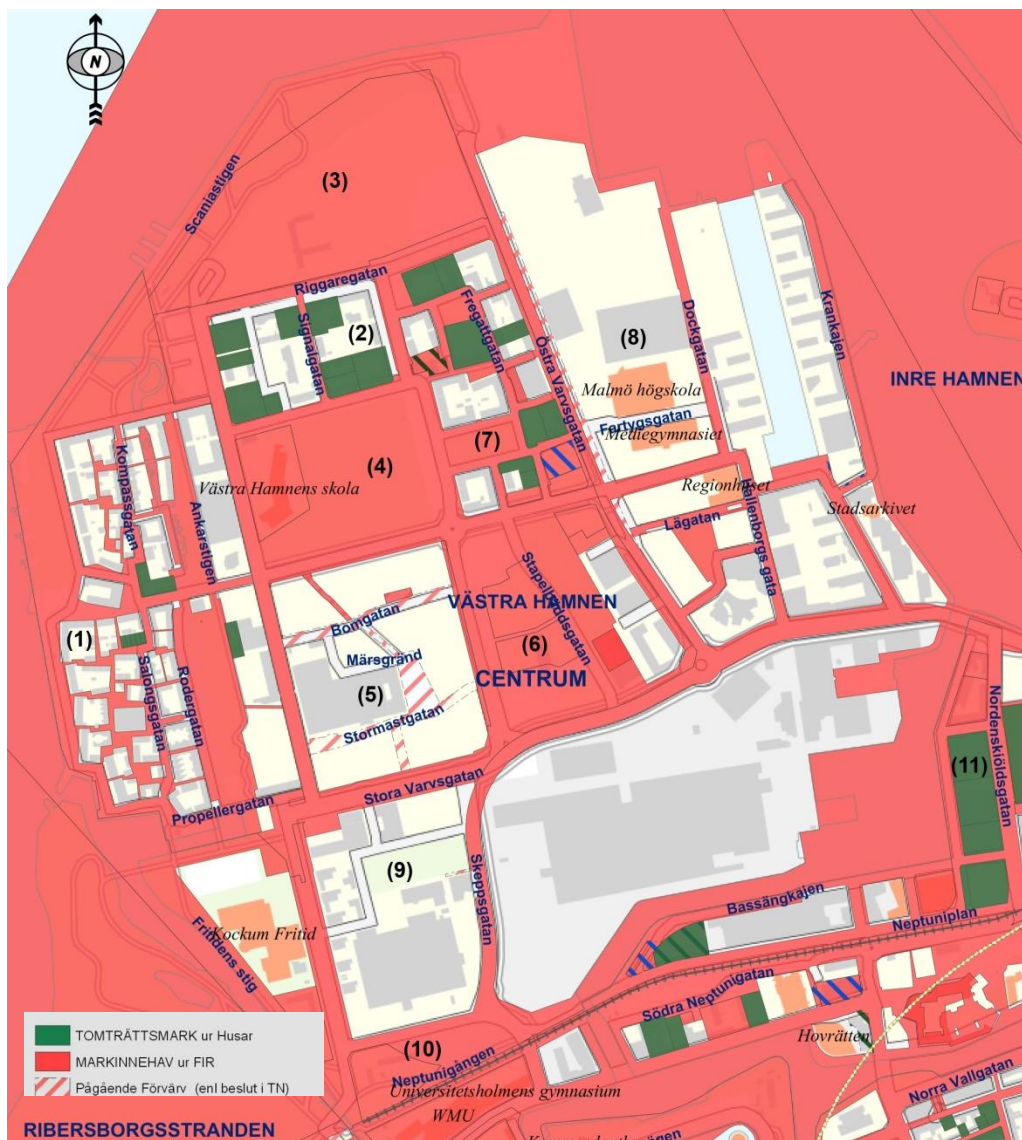 N
(3)
Scaniastigen
Riggaregatan
Signalgatan
(2)
Fregattgatan
Östra Varvsgatan
(8)
Dockgatan
Krankajen
INRE HAMNEN
Malmö högskola
Fartygsgatan
Mediegymnasiet
(7)
(4)
Kompassgatan
Västra Hamnens skola
Ankarstigen
Regionhuset
Stadsarkivet
Lågatan
Hallenborgs gata
Stapelbäddsgatan
VÄSTRA HAMNEN
Bomgatan
(1)
Märsgränd
(6)
CENTRUM
(5)
Salongsgatan
Rodergatan
Stormastgatan
Nordenskiöldsgatan
(11)
Stora Varvsgatan
Propellergatan
(9)
Skeppsgatan
Bassängkajen
Neptuniplan
Kockum Fritid
Fridens stig
Södra Neptunigatan
Hovrätten
TOMTRÄTTSMARK ur Husar
MARKINNEHAV ur FIR
Pågående Förvärv (enl beslut i TN)
(10)
Neptunigången
Universitetsholmens gymnasium
WMU
Norra Vallgatan
RIBERSBORGSSTRANDEN